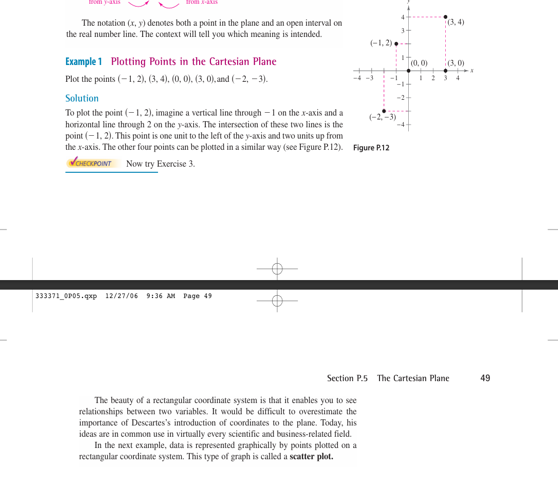 from y-axis from x-axis
The notation (x, y) denotes both a point in the plane and an open interval on
the real number line. The context will tell you which meaning is intended.
Example 1 Plotting Points in the Cartesian Plane
Plot the points (−1, 2), (3, 4), (0, 0), (3, 0), and (−2, −3).
Solution
To plot the point (−1, 2), imagine a vertical line through −1 on the x-axis and a
horizontal line through 2 on the y-axis. The intersection of these two lines is the
point (−1, 2). This point is one unit to the left of the y-axis and two units up from
the x-axis. The other four points can be plotted in a similar way (see Figure P.12).
✓CHECKPOINT Now try Exercise 3.
y
4
(3, 4)
3
(−1, 2)
1
(0, 0) (3, 0)
−4 −3 −1 1 2 3 4 x
−1
−2
(−2, −3)
−4
Figure P.12
333371_0P05.qxp 12/27/06 9:36 AM Page 49
Section P.5 The Cartesian Plane 49
The beauty of a rectangular coordinate system is that it enables you to see
relationships between two variables. It would be difficult to overestimate the
importance of Descartes's introduction of coordinates to the plane. Today, his
ideas are in common use in virtually every scientific and business-related field.
In the next example, data is represented graphically by points plotted on a
rectangular coordinate system. This type of graph is called a scatter plot.